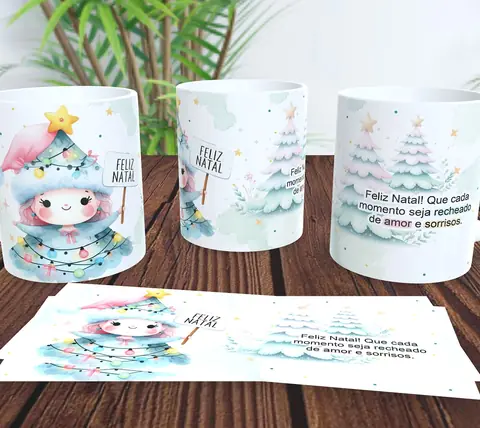 FELIZ
NATAL
FELIZ
NATAL
Feliz Natal! Que cada
momento seja recheado
de amor e sorrisos.
FELIZ
NATAL
Feliz Natal! Que cada
momento seja recheado
de amor e sorrisos.